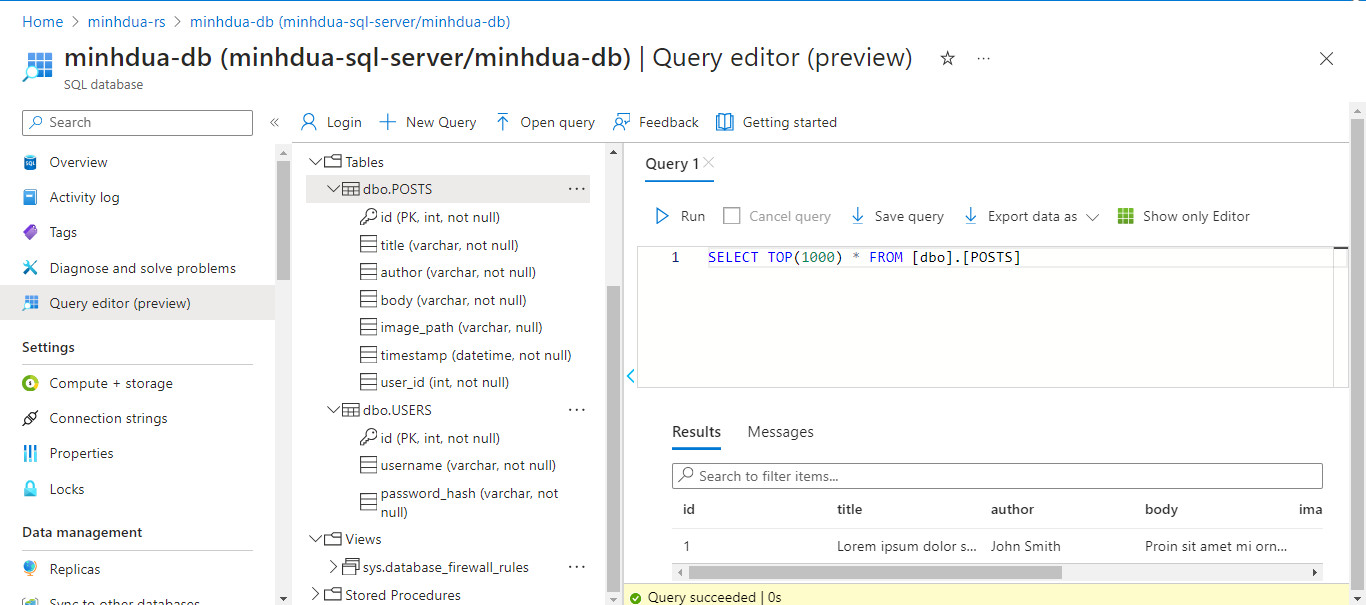 Home > minhdua-rs > minhdua-db (minhdua-sql-server/minhdua-db)
minhdua-db (minhdua-sql-server/minhdua-db) | Query editor (preview)
SQL database
Search
Overview
Activity log
Tags
Diagnose and solve problems
Query editor (preview)
Settings
Compute + storage
Connection strings
Properties
Locks
Data management
Replicas
Sync to other databases
Login
New Query
Open query
Feedback
Getting started
Tables
dbo.POSTS
id (PK, int, not null)
title (varchar, not null)
author (varchar, not null)
body (varchar, not null)
image_path (varchar, null)
timestamp (datetime, not null)
user_id (int, not null)
dbo.USERS
id (PK, int, not null)
username (varchar, not null)
password_hash (varchar, not
null)
Views
sys.database_firewall_rules
Stored Procedures
Query 1
Run
Cancel query
Save query
Export data as
Show only Editor
1 SELECT TOP(1000) * FROM [dbo].[POSTS]
Results Messages
Search to filter items...
id title author body ima
1 Lorem ipsum dolor s... John Smith Proin sit amet mi orn...
Query succeeded | 0s